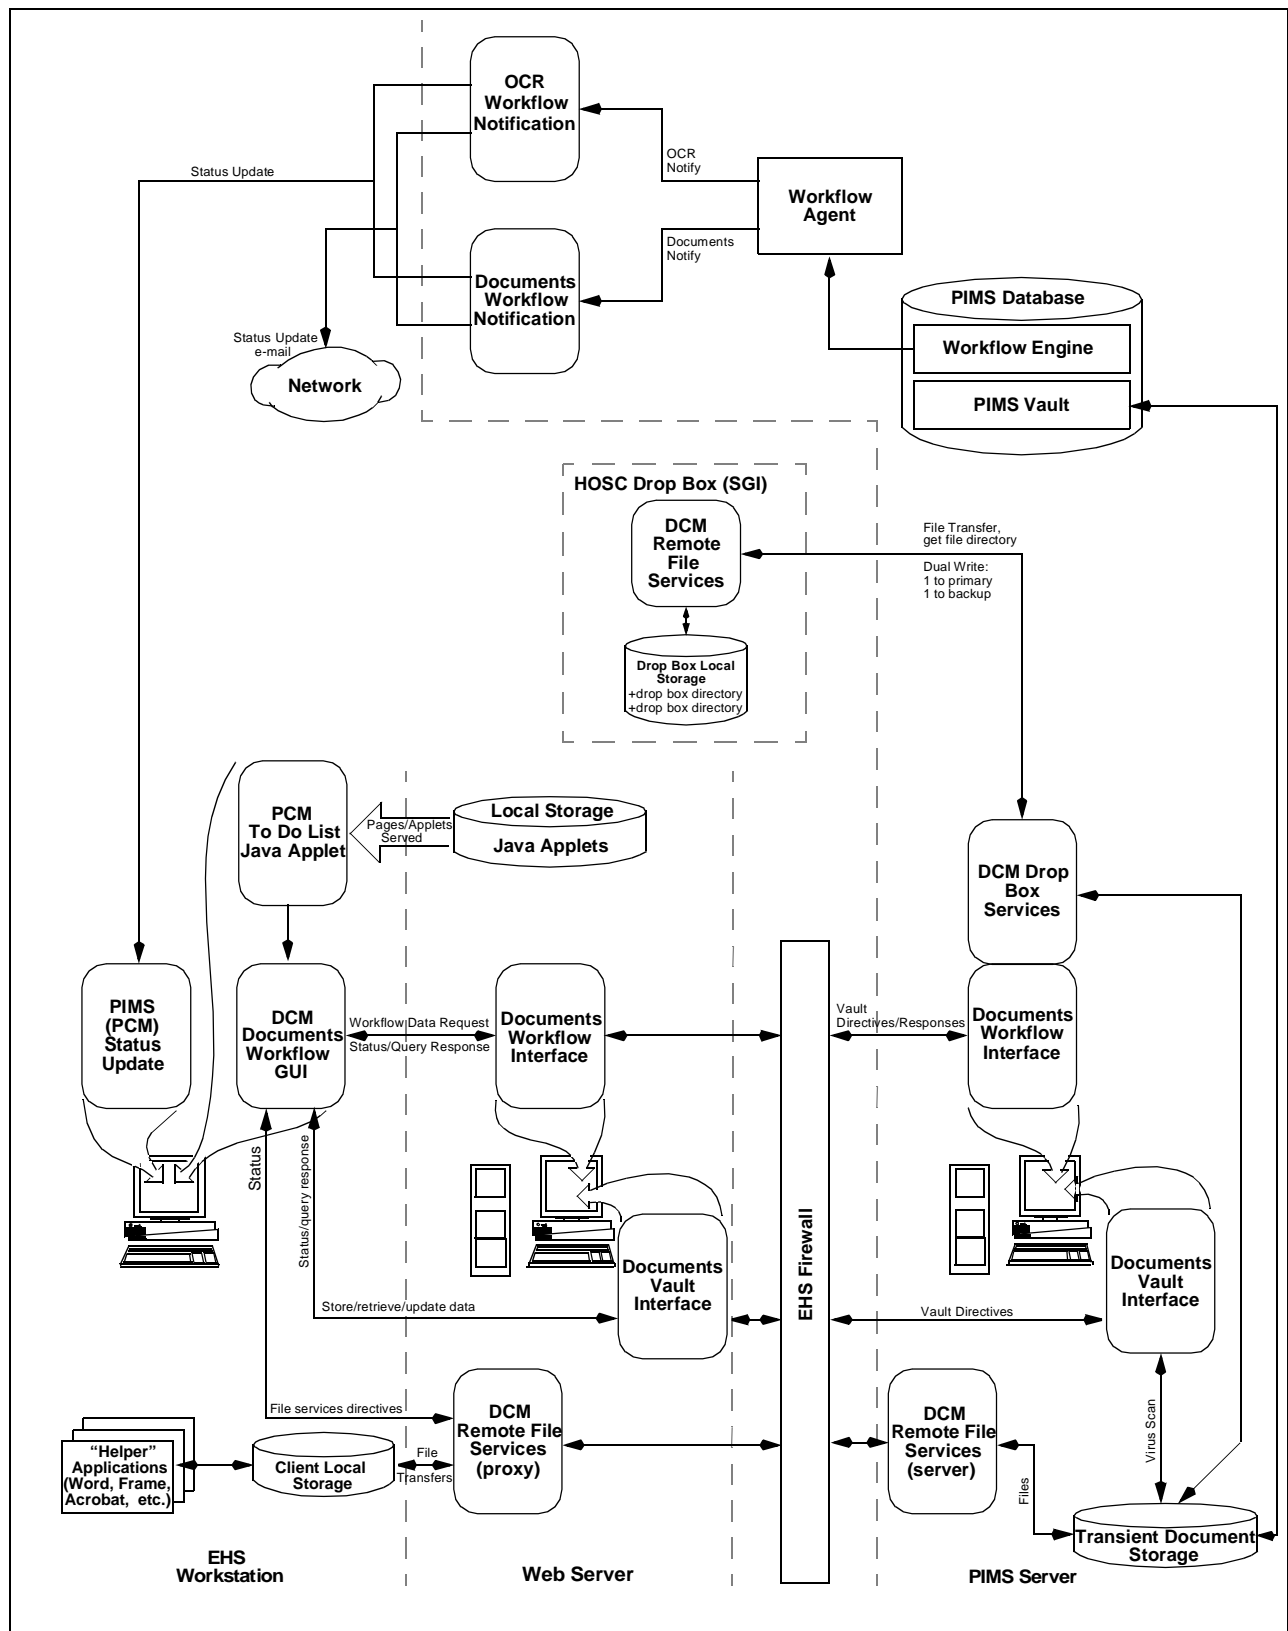 OCR
Workflow
Notification
Status Update
OCR
Notify
Workflow
Agent
Documents
Notify
Documents
Workflow
Notification
PIMS Database
Workflow Engine
PIMS Vault
Status Update
e-mail
Network
HOSC Drop Box (SGI)
DCM
Remote
File
Services
File Transfer,
get file directory
Dual Write:
1 to primary
1 to backup
Drop Box Local
Storage
+drop box directory
+drop box directory
PCM
To Do List
Java Applet
Pages/Applets
Served
Local Storage
Java Applets
DCM Drop
Box
Services
PIMS
(PCM)
Status
Update
DCM
Documents
Workflow
GUI
Workflow Data Request
Status/Query Response
Documents
Workflow
Interface
Vault
Directives/Responses
Documents
Workflow
Interface
Status
Status/query response
EHS Firewall
Documents
Vault
Interface
Documents
Vault
Interface
Store/retrieve/update data
Vault Directives
File services directives
DCM
Remote File
Services
(proxy)
DCM
Remote File
Services
(server)
Virus Scan
Files
“Helper”
Applications
(Word, Frame,
Acrobat, etc.)
Client Local
Storage
File
Transfers
Transient Document
Storage
EHS
Workstation
Web Server
PIMS Server